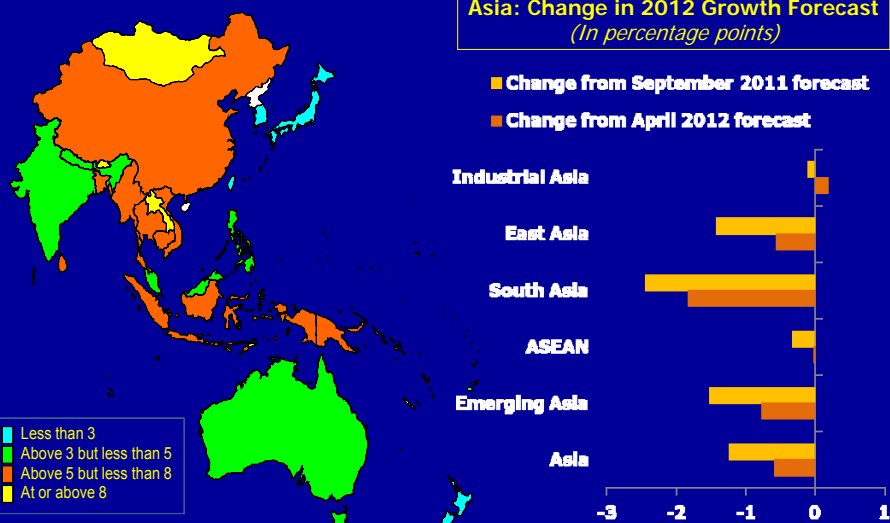 Asia: Change in 2012 Growth Forecast
(In percentage points)
Change from September 2011 forecast
Change from April 2012 forecast
Industrial Asia
East Asia
South Asia
ASEAN
Emerging Asia
Asia
-3 -2 -1 0 1
Less than 3
Above 3 but less than 5
Above 5 but less than 8
At or above 8